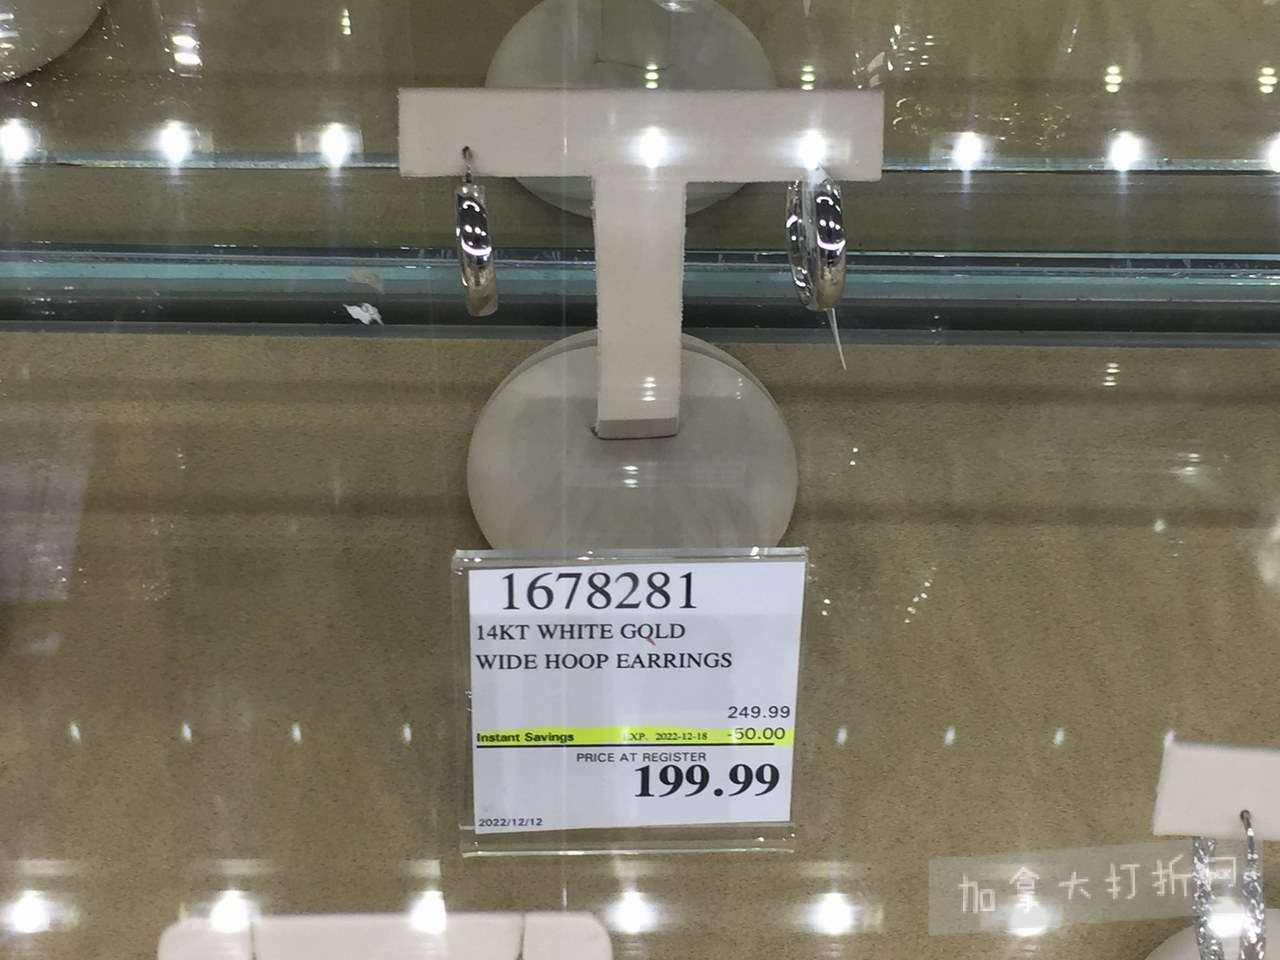 1678281
14KT WHITE GOLD
WIDE HOOP EARRINGS
249.99
Instant Savings EXP. 2022-12-18 -50.00
PRICE AT REGISTER
199.99
2022/12/12
加拿大打折网